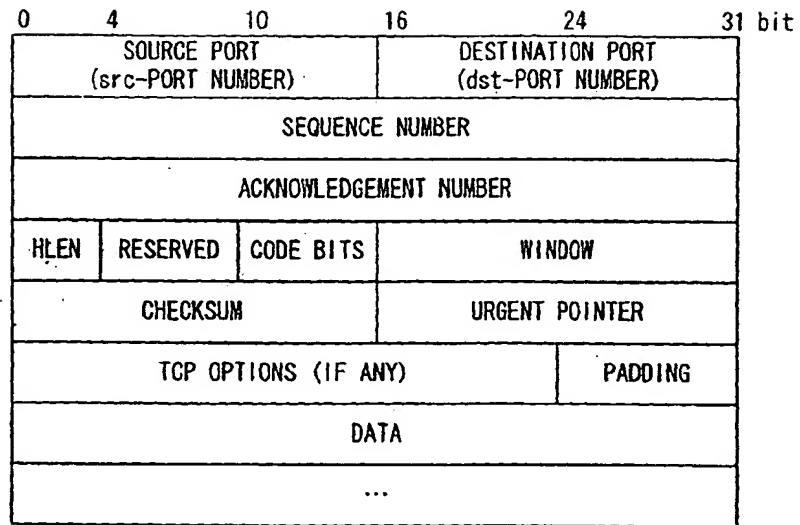 0 4 10 16 24 31 bit
SOURCE PORT
(src-PORT NUMBER)
DESTINATION PORT
(dst-PORT NUMBER)
SEQUENCE NUMBER
ACKNOWLEDGEMENT NUMBER
HLEN RESERVED CODE BITS WINDOW
CHECKSUM URGENT POINTER
TCP OPTIONS (IF ANY) PADDING
DATA
...